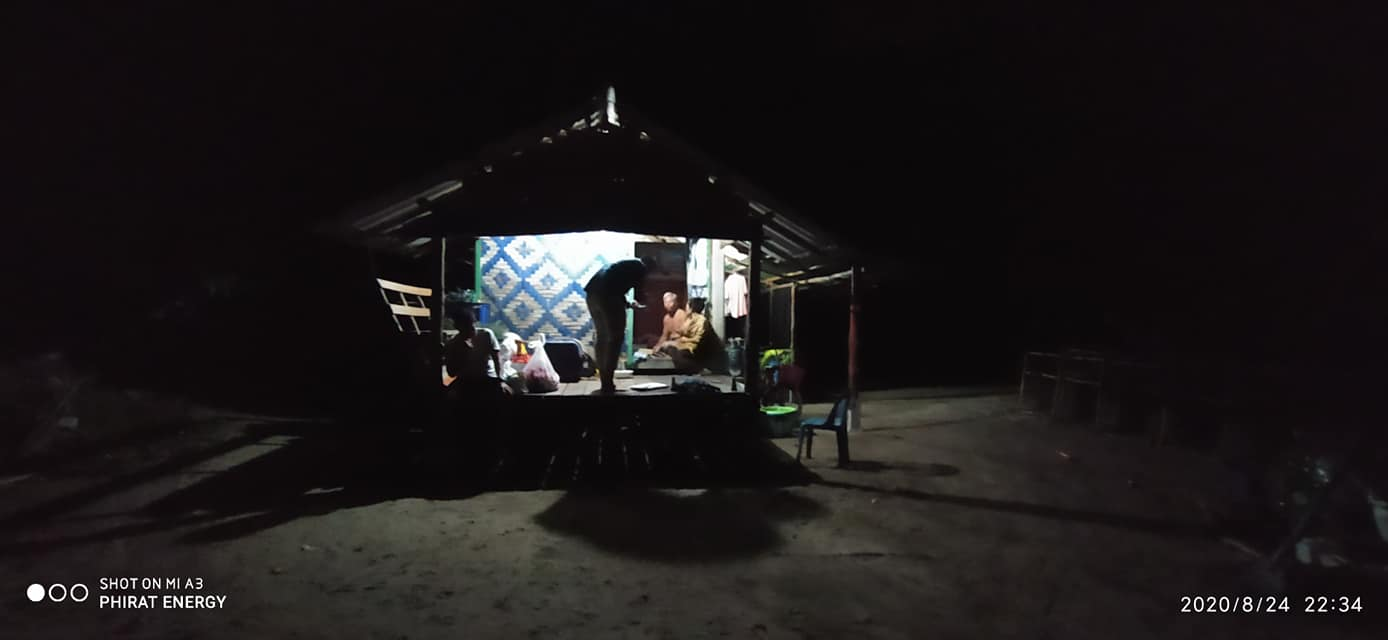 SHOT ON MI A3
PHIRAT ENERGY
2020/8/24 22:34